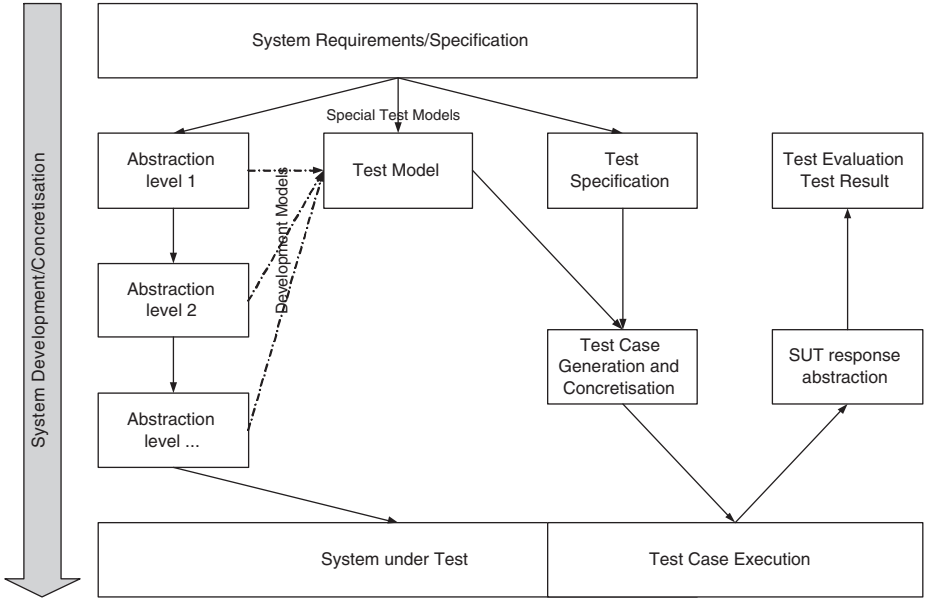 System Requirements/Specification
Special Test Models
Abstraction
level 1
Test Model
Test
Specification
Test Evaluation
Test Result
Development Models
System Development/Concretisation
Abstraction
level 2
Test Case
Generation and
Concretisation
SUT response
abstraction
Abstraction
level ...
System under Test
Test Case Execution